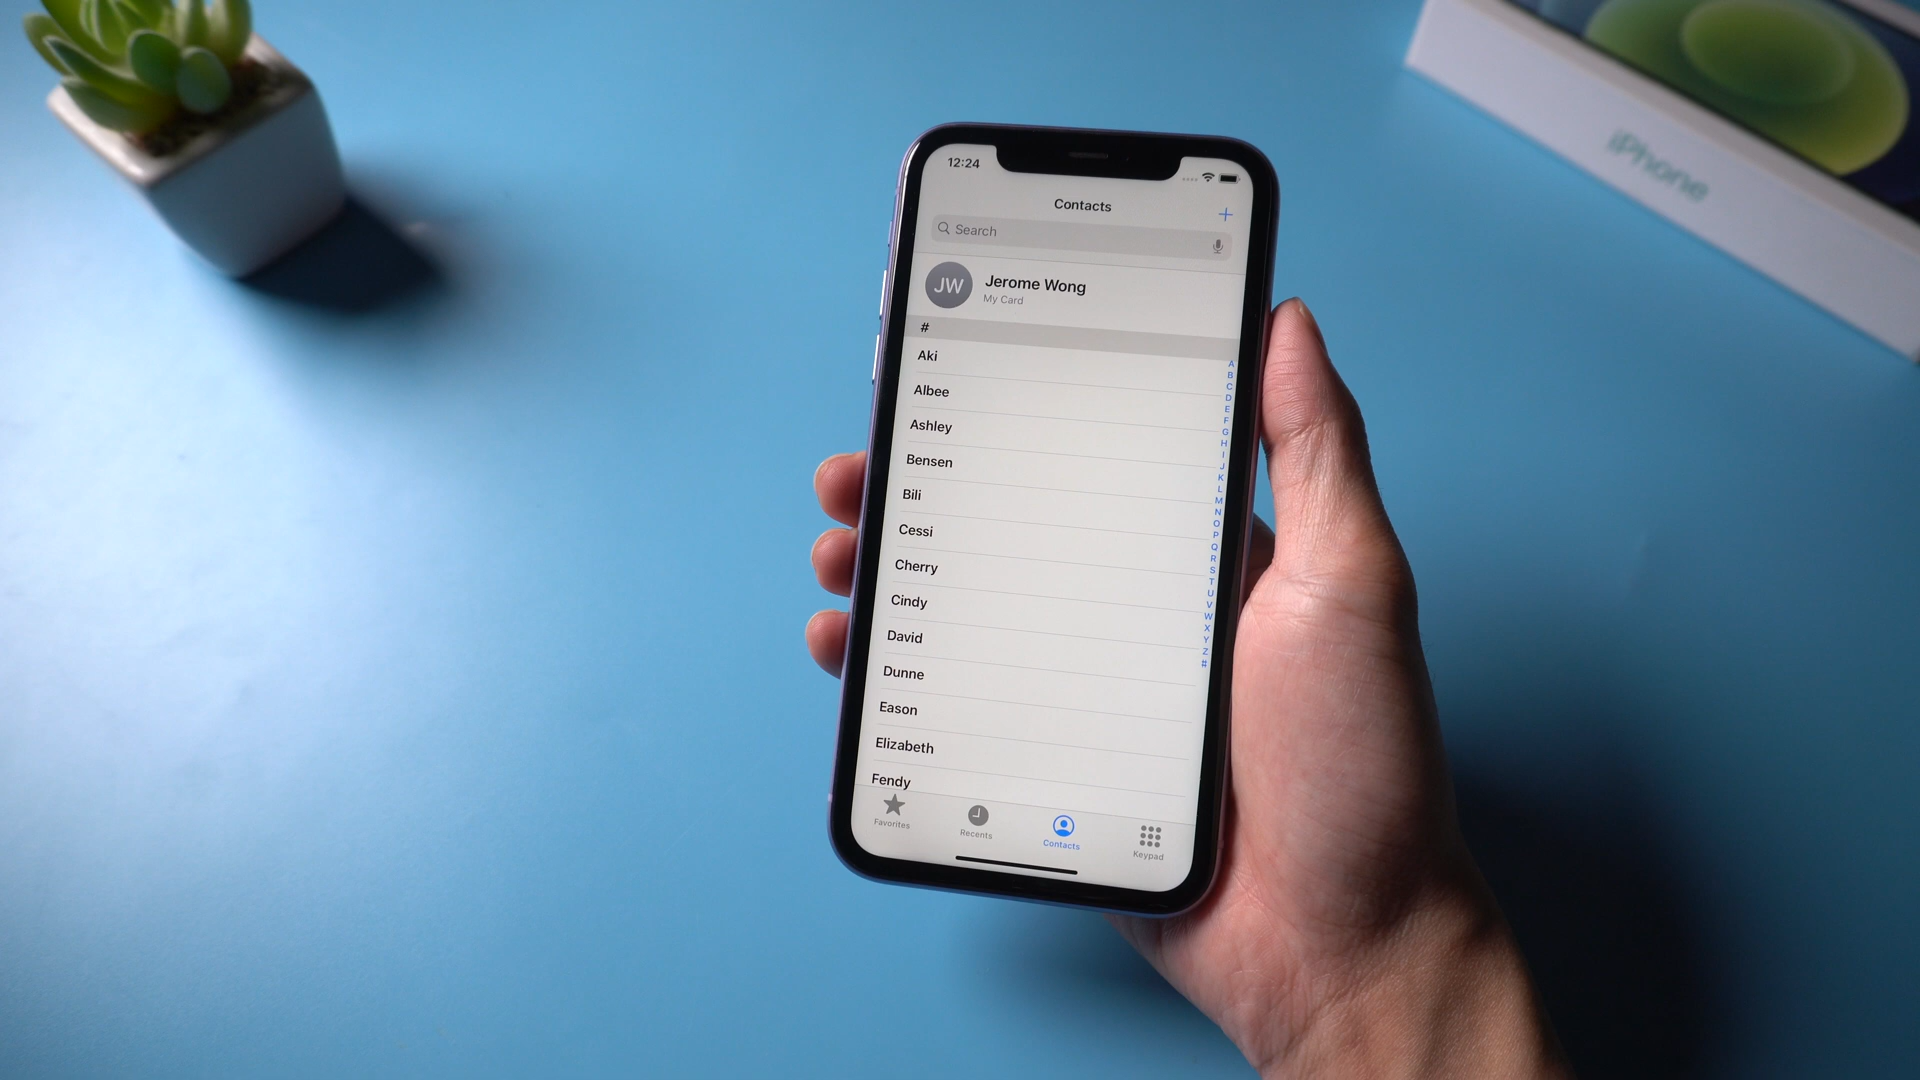 12:24
Contacts
+
Search
JW
Jerome Wong
My Card
#
Aki
Albee
Ashley
Bensen
Bili
Cessi
Cherry
Cindy
David
Dunne
Eason
Elizabeth
Fendy
A
B
C
D
E
F
G
H
I
J
K
L
M
N
O
P
Q
R
S
T
U
V
W
X
Y
Z
#
Favorites
Recents
Contacts
Keypad
iPhone